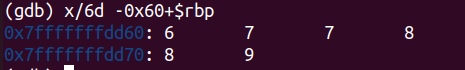 (gdb) x/6d -0x60+$rbp
0x7fffffffdd60: 6 7 7 8
0x7fffffffdd70: 8 9